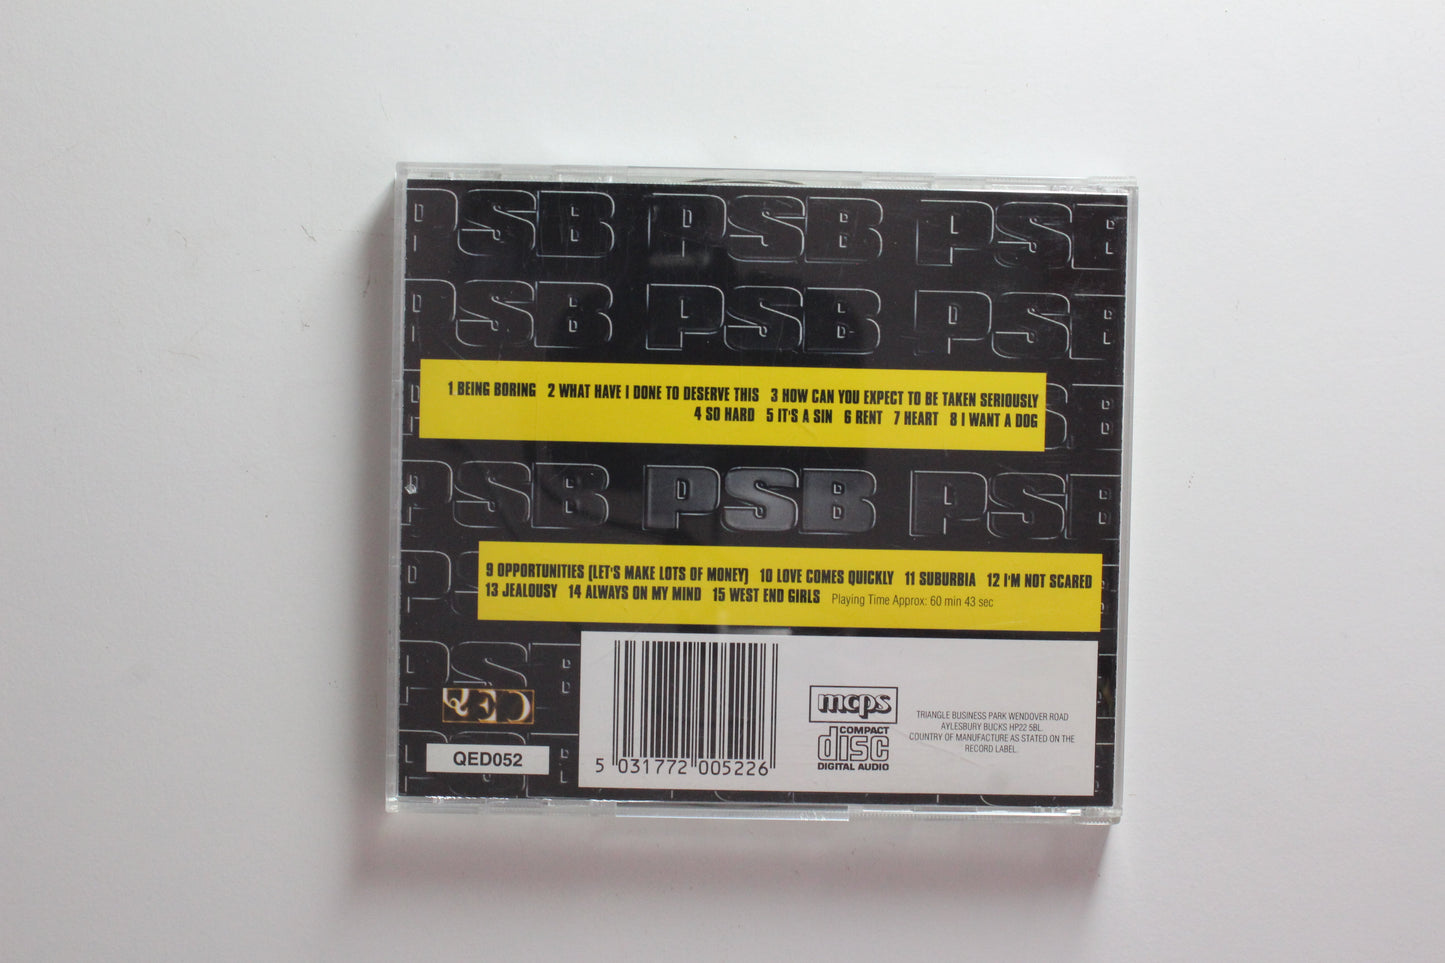 PSB PSB PSB
PSB PSB PSB
1 BEING BORING 2 WHAT HAVE I DONE TO DESERVE THIS 3 HOW CAN YOU EXPECT TO BE TAKEN SERIOUSLY
4 SO HARD 5 IT'S A SIN 6 RENT 7 HEART 8 I WANT A DOG
PSB PSB PSB
9 OPPORTUNITIES (LET'S MAKE LOTS OF MONEY) 10 LOVE COMES QUICKLY 11 SUBURBIA 12 I'M NOT SCARED
13 JEALOUSY 14 ALWAYS ON MY MIND 15 WEST END GIRLS Playing Time Approx: 60 min 43 sec
PSB
QED
QED052
5 031772 005226
mcps
COMPACT
disc
DIGITAL AUDIO
TRIANGLE BUSINESS PARK WENDOVER ROAD
AYLESBURY BUCKS HP22 5BL.
COUNTRY OF MANUFACTURE AS STATED ON THE
RECORD LABEL.